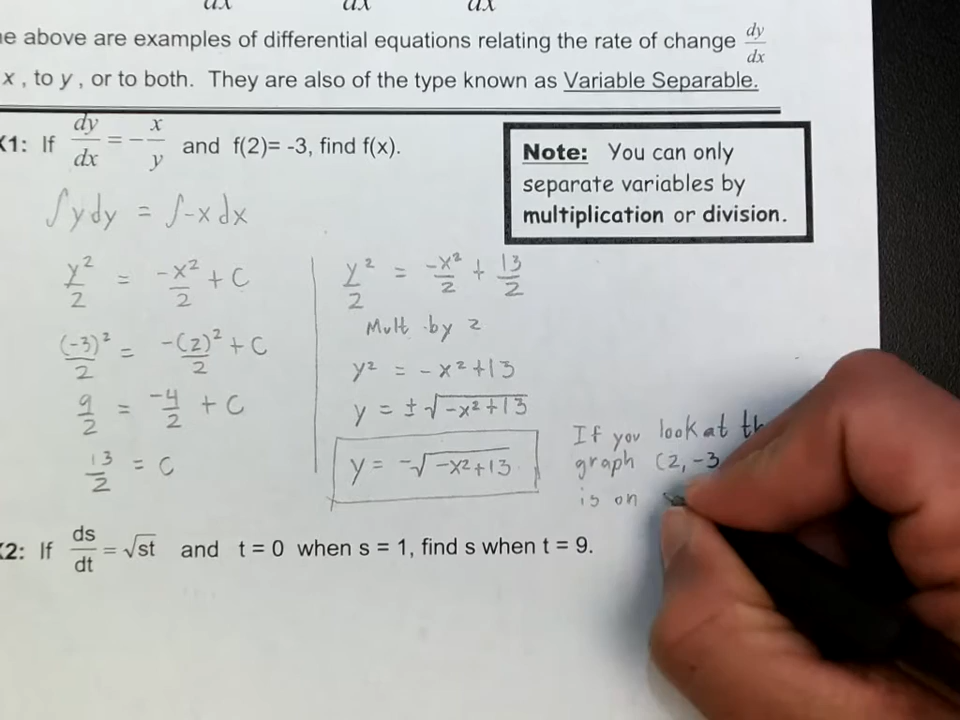 dx dx dx
e above are examples of differential equations relating the rate of change dy/dx
x , to y , or to both. They are also of the type known as Variable Separable.
1: If dy/dx = -x/y and f(2)= -3, find f(x).
Note: You can only
separate variables by
multiplication or division.
∫ydy = ∫-xdx
y²/2 = -x²/2 + C
(-3)²/2 = -(2)²/2 + C
9/2 = -4/2 + C
13/2 = C
y²/2 = -x²/2 + 13/2
Mult by 2
y² = -x²+13
y = ±√-x²+13
y = -√-x²+13
If you look at th
graph (2,-3
is on
2: If ds/dt = √st and t = 0 when s = 1, find s when t = 9.